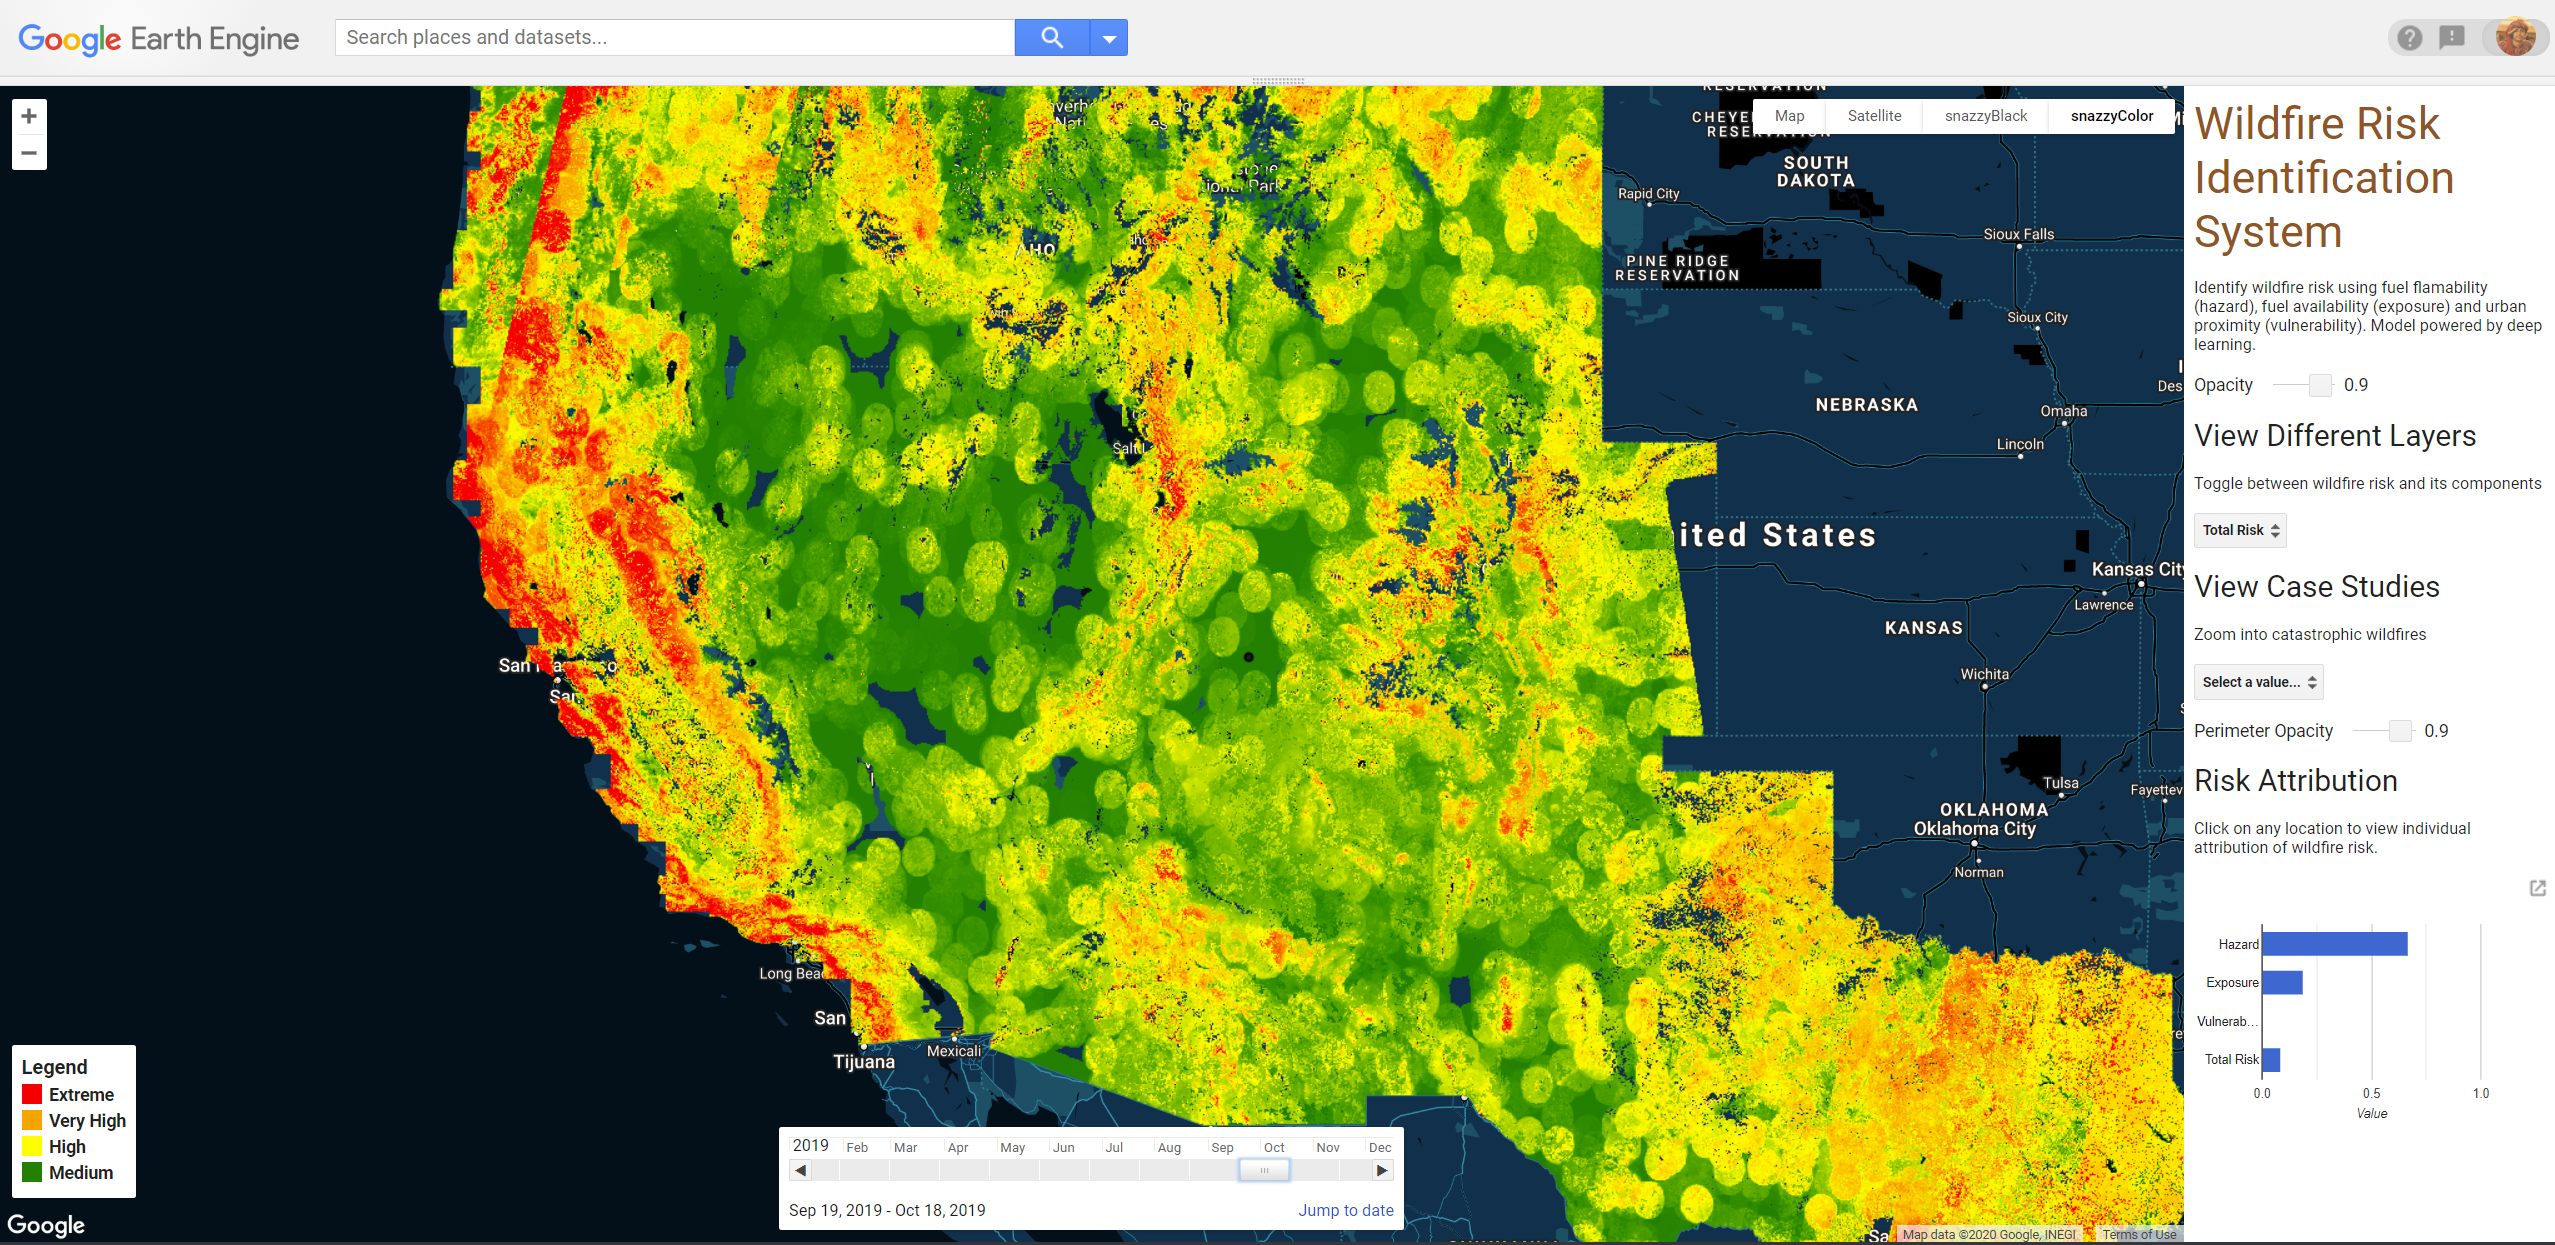 Google Earth Engine
Search places and datasets...
Map
Satellite
snazzyBlack
snazzyColor
RESERVATION
SOUTH
DAKOTA
Rapid City
Sioux Falls
PINE RIDGE
RESERVATION
Sioux City
NEBRASKA
Omaha
Lincoln
ited States
Kansas City
Lawrence
KANSAS
Wichita
Tulsa
OKLAHOMA
Oklahoma City
Norman
San
Long Beac
San
Tijuana
Mexicali
Legend
Extreme
Very High
High
Medium
Google
2019 Feb Mar Apr May Jun Jul Aug Sep Oct Nov Dec
Sep 19, 2019 - Oct 18, 2019
Jump to date
Map data ©2020 Google, INEGI
Terms of Use
Wildfire Risk
Identification
System
Identify wildfire risk using fuel flamability
(hazard), fuel availability (exposure) and urban
proximity (vulnerability). Model powered by deep
learning.
Opacity 0.9
View Different Layers
Toggle between wildfire risk and its components
Total Risk
View Case Studies
Zoom into catastrophic wildfires
Select a value...
Perimeter Opacity 0.9
Risk Attribution
Click on any location to view individual
attribution of wildfire risk.
Hazard
Exposure
Vulnerab...
Total Risk
0.0 0.5 1.0
Value